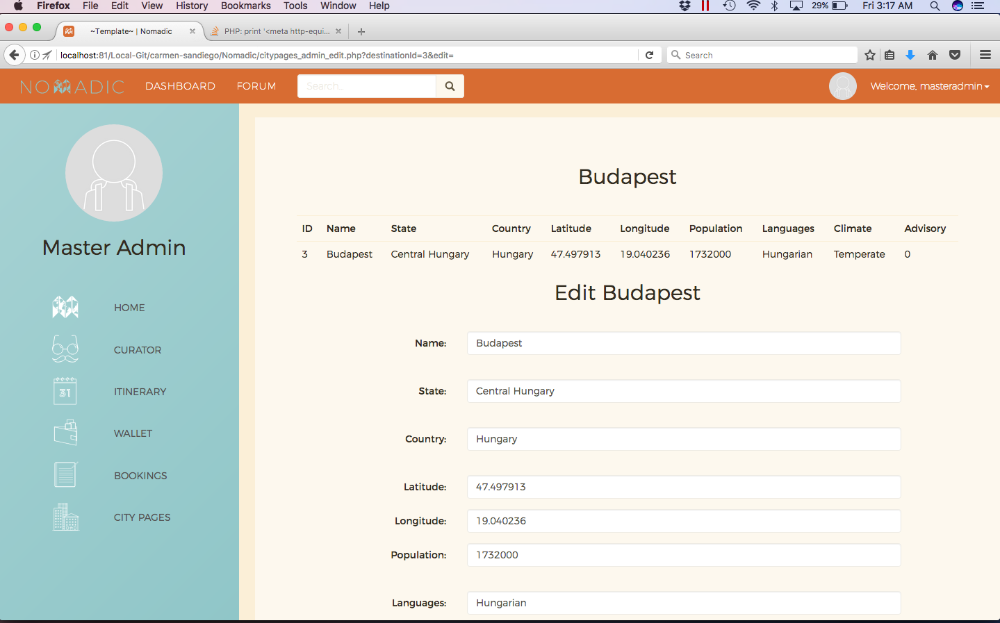 Firefox File Edit View History Bookmarks Tools Window Help 29% Fri 3:17 AM
~Template~ | Nomadic PHP: print '<meta http-equi...
localhost:81/Local-Git/carmen-sandiego/Nomadic/citypages_admin_edit.php?destinationId=3&edit= Search
NOMADIC DASHBOARD FORUM Search... Welcome, masteradmin
Master Admin
HOME
CURATOR
31 ITINERARY
WALLET
BOOKINGS
CITY PAGES
Budapest
ID Name State Country Latitude Longitude Population Languages Climate Advisory
3 Budapest Central Hungary Hungary 47.497913 19.040236 1732000 Hungarian Temperate 0
Edit Budapest
Name: Budapest
State: Central Hungary
Country: Hungary
Latitude: 47.497913
Longitude: 19.040236
Population: 1732000
Languages: Hungarian